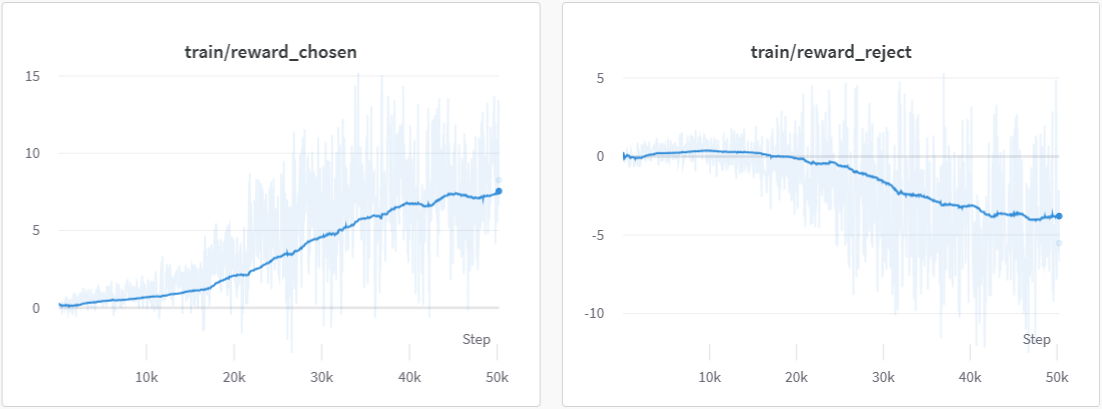 train/reward_chosen
15
10
5
0
Step
10k 20k 30k 40k 50k
train/reward_reject
5
0
-5
-10
Step
10k 20k 30k 40k 50k